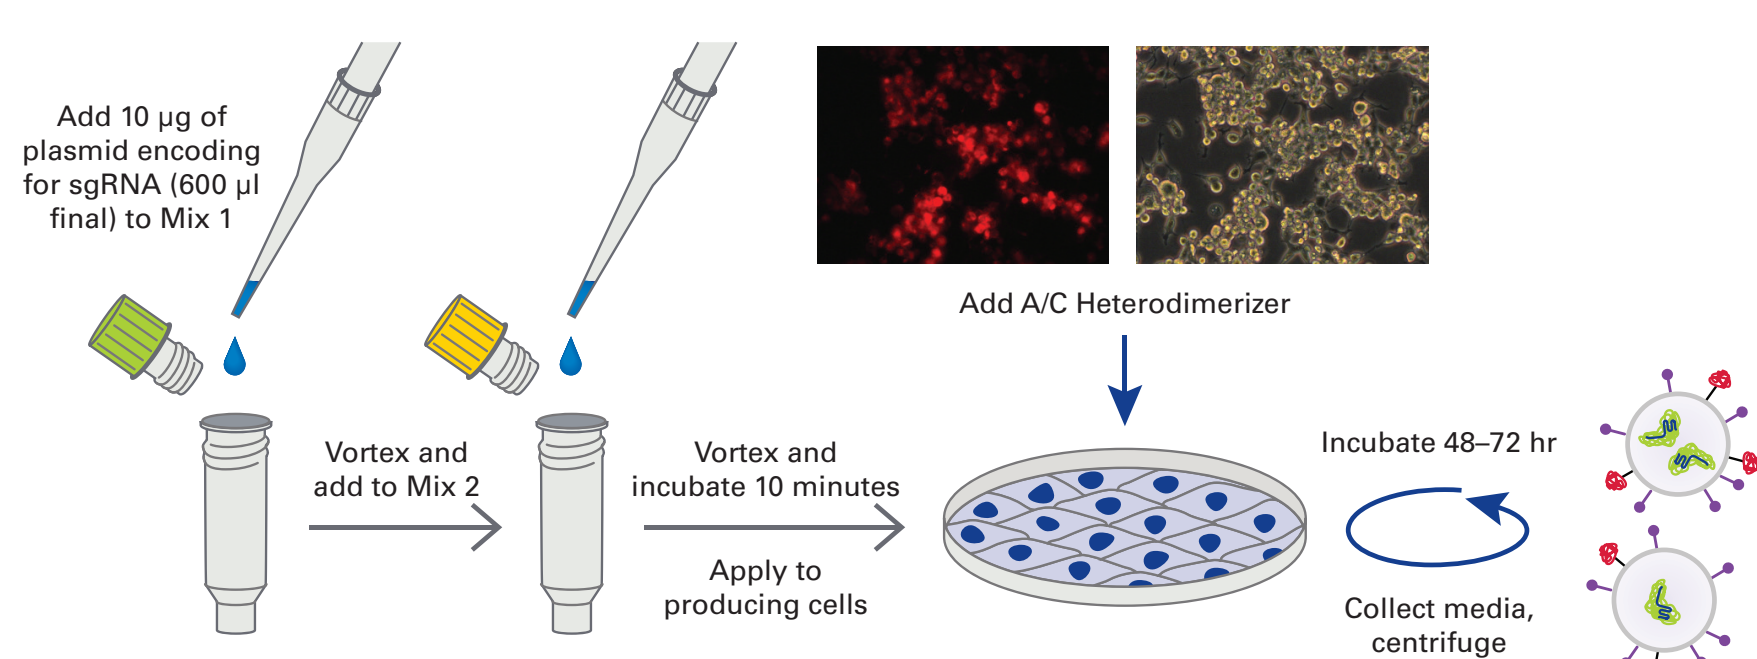 Add 10 µg of
plasmid encoding
for sgRNA (600 µl
final) to Mix 1
Vortex and
add to Mix 2
Vortex and
incubate 10 minutes
Apply to
producing cells
Add A/C Heterodimerizer
Incubate 48–72 hr
Collect media,
centrifuge